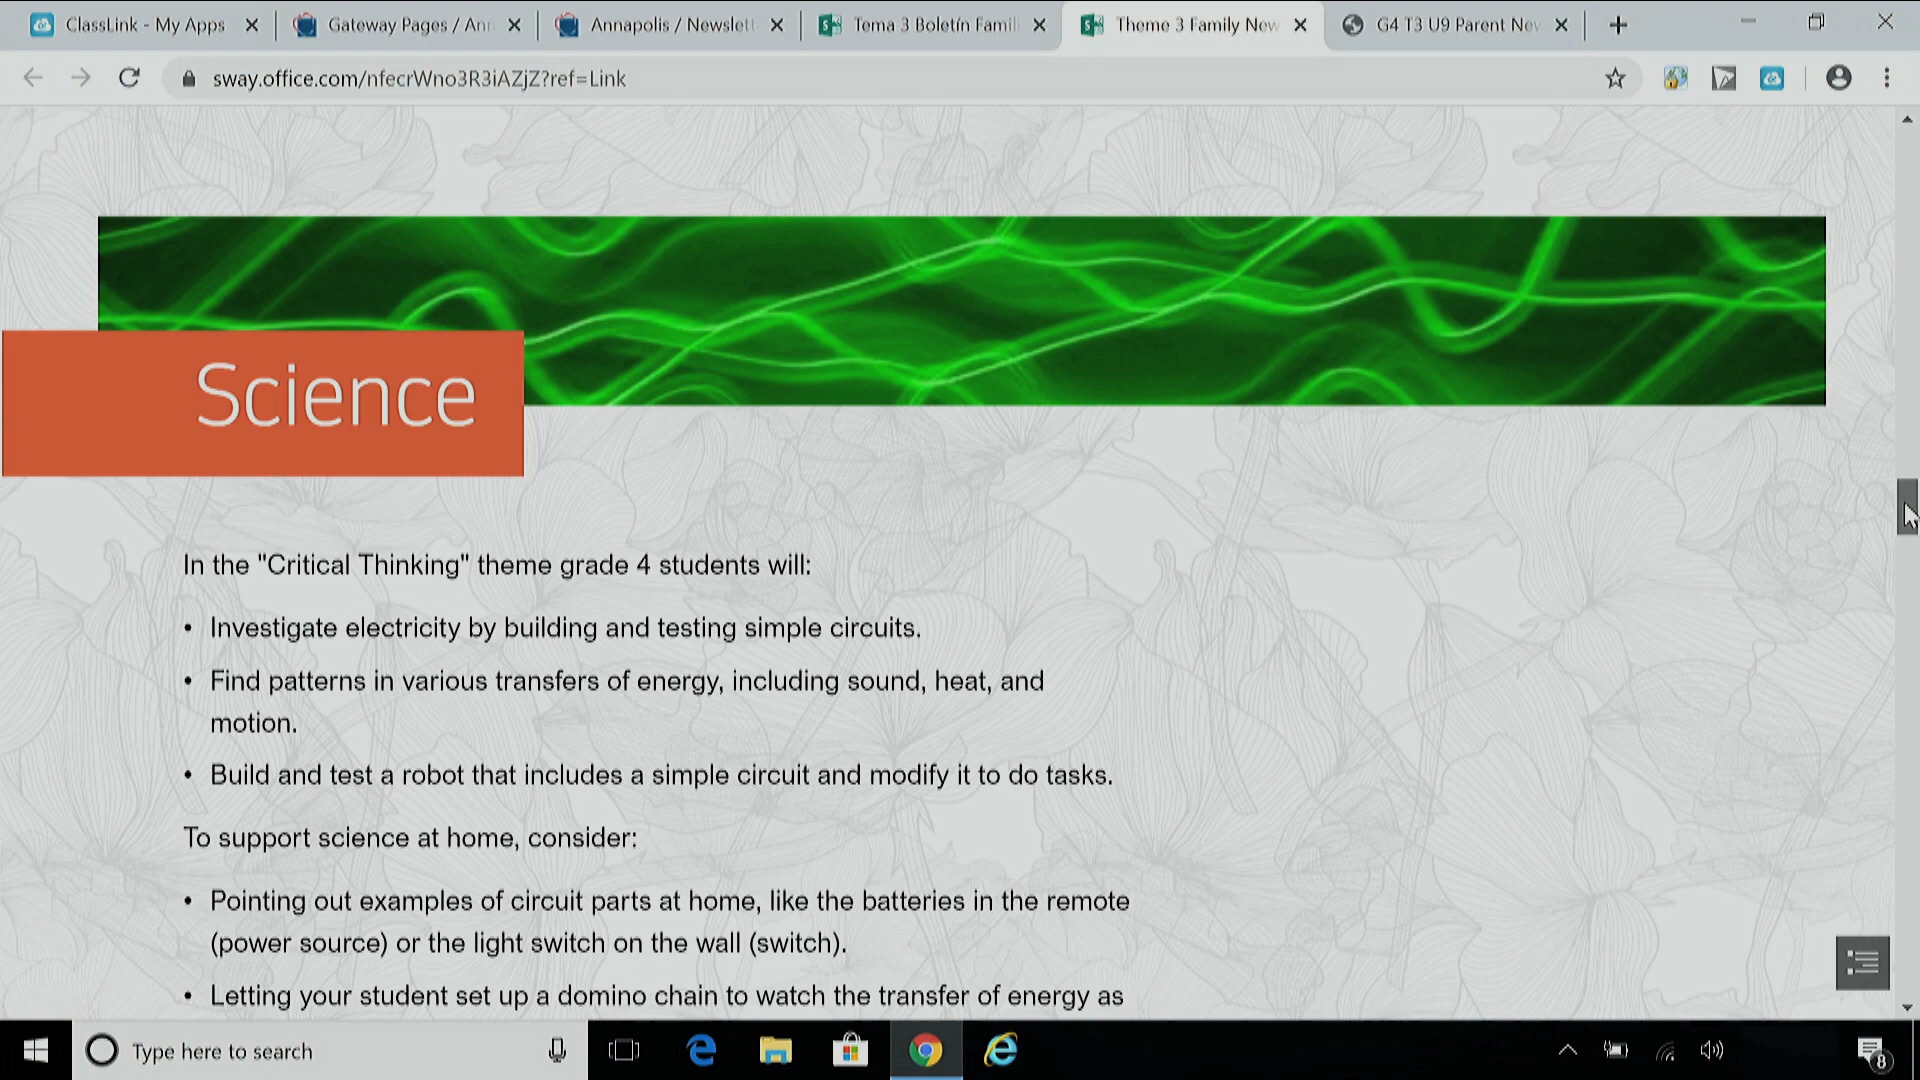 ClassLink - My Apps
Gateway Pages / Ann
Annapolis / Newslett
Tema 3 Boletín Famili
Theme 3 Family New
G4 T3 U9 Parent Nev
sway.office.com/nfecrWno3R3iAZjZ?ref=Link
Science
In the "Critical Thinking" theme grade 4 students will:
• Investigate electricity by building and testing simple circuits.
• Find patterns in various transfers of energy, including sound, heat, and
motion.
• Build and test a robot that includes a simple circuit and modify it to do tasks.
To support science at home, consider:
• Pointing out examples of circuit parts at home, like the batteries in the remote
(power source) or the light switch on the wall (switch).
• Letting your student set up a domino chain to watch the transfer of energy as
Type here to search
8